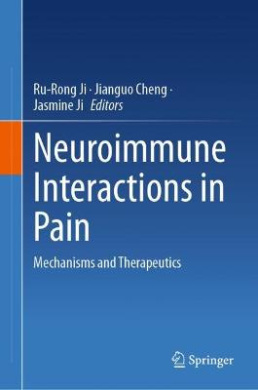 Ru-Rong Ji · Jianguo Cheng ·
Jasmine Ji Editors
Neuroimmune
Interactions in
Pain
Mechanisms and Therapeutics
Springer